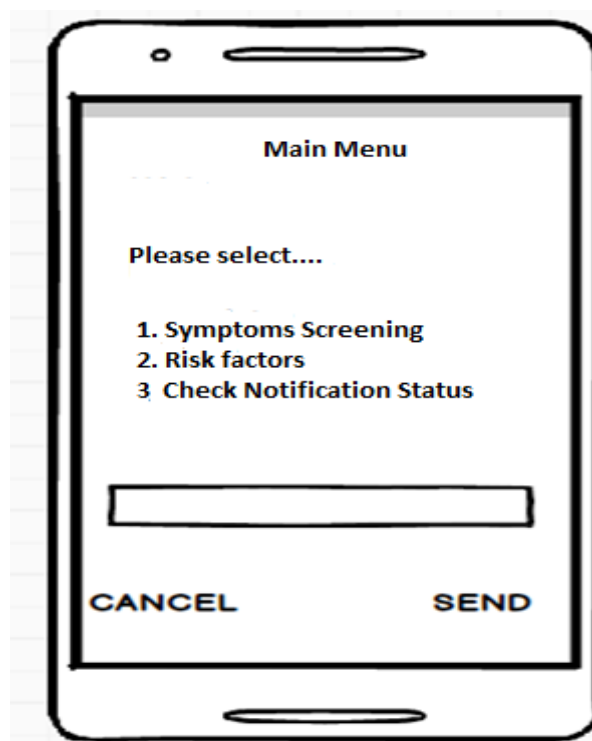 Main Menu
Please select....
1. Symptoms Screening
2. Risk factors
3 Check Notification Status
CANCEL SEND